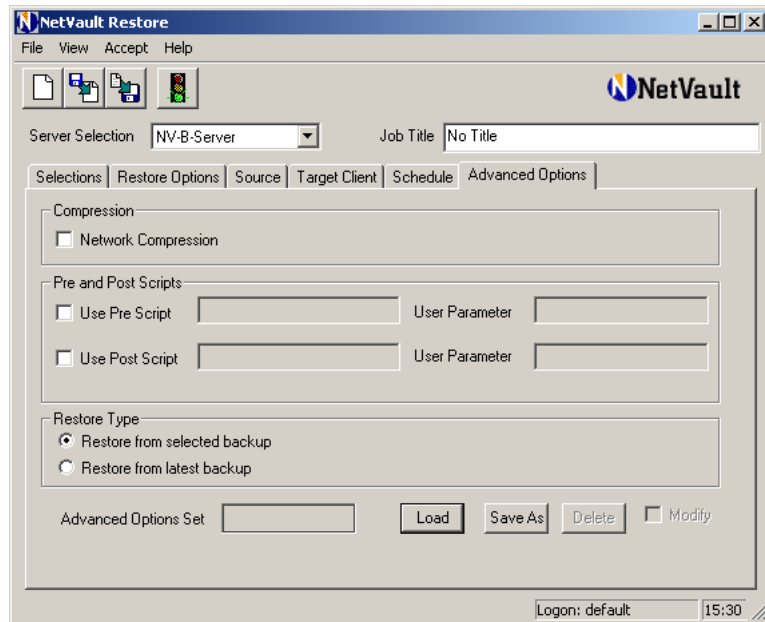 NetVault Restore
File View Accept Help
NetVault
Server Selection NV-B-Server Job Title No Title
Selections Restore Options Source Target Client Schedule Advanced Options
Compression
Network Compression
Pre and Post Scripts
Use Pre Script User Parameter
Use Post Script User Parameter
Restore Type
Restore from selected backup
Restore from latest backup
Advanced Options Set Load Save As Delete Modify
Logon: default 15:30